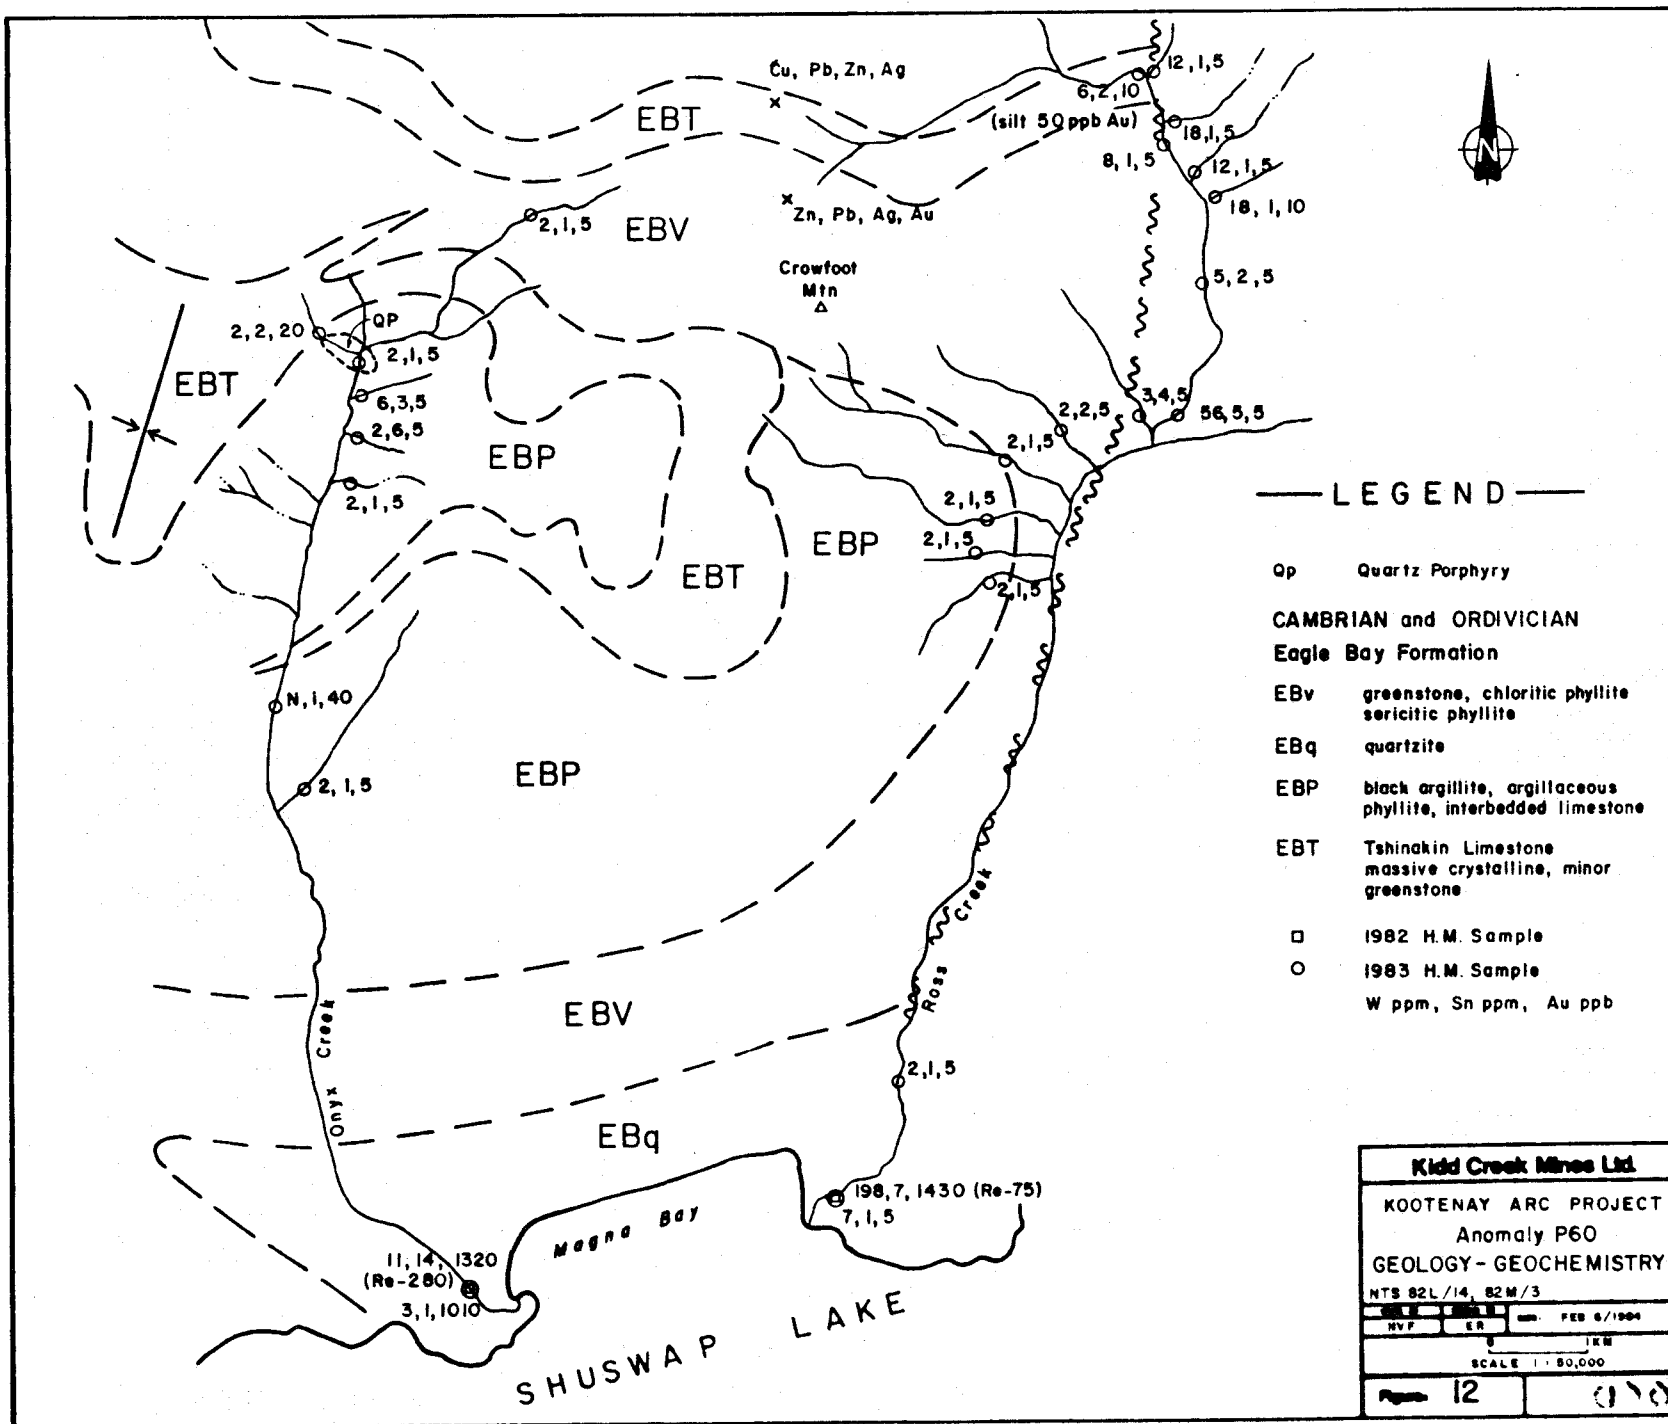 Cu, Pb, Zn, Ag
12,1,5
6,2,10
EBT
(silt 50ppb Au)
18,1,5
8,1,5
12,1,5
N
18,1,10
Zn, Pb, Ag, Au
2,1,5
EBV
Crowfoot
Mtn
5,2,5
2,2,20
QP
2,1,5
EBT
6,3,5
3,4,5
56,5,5
2,2,5
2,6,5
2,1,5
EBP
2,1,5
2,1,5
EBP
2,1,5
EBT
2,1,5
N,1,40
EBP
2,1,5
Onyx Creek
Ross Creek
EBV
2,1,5
EBq
198,7,1430 (Re-75)
7,1,5
Magna Bay
11,14,1320
(Re-280)
3,1,1010
SHUSWAP LAKE
LEGEND
Qp Quartz Porphyry
CAMBRIAN and ORDIVICIAN
Eagle Bay Formation
EBv greenstone, chloritic phyllite
sericitic phyllite
EBq quartzite
EBP black argillite, argillaceous
phyllite, interbedded limestone
EBT Tshinakin Limestone
massive crystalline, minor
greenstone
1982 H.M. Sample
1983 H.M. Sample
W ppm, Sn ppm, Au ppb
Kidd Creek Mines Ltd.
KOOTENAY ARC PROJECT
Anomaly P60
GEOLOGY-GEOCHEMISTRY
NTS 82L/14, 82M/3
NVF ER FEB 6/1984
0 1KM
SCALE 1:50,000
Figure 12